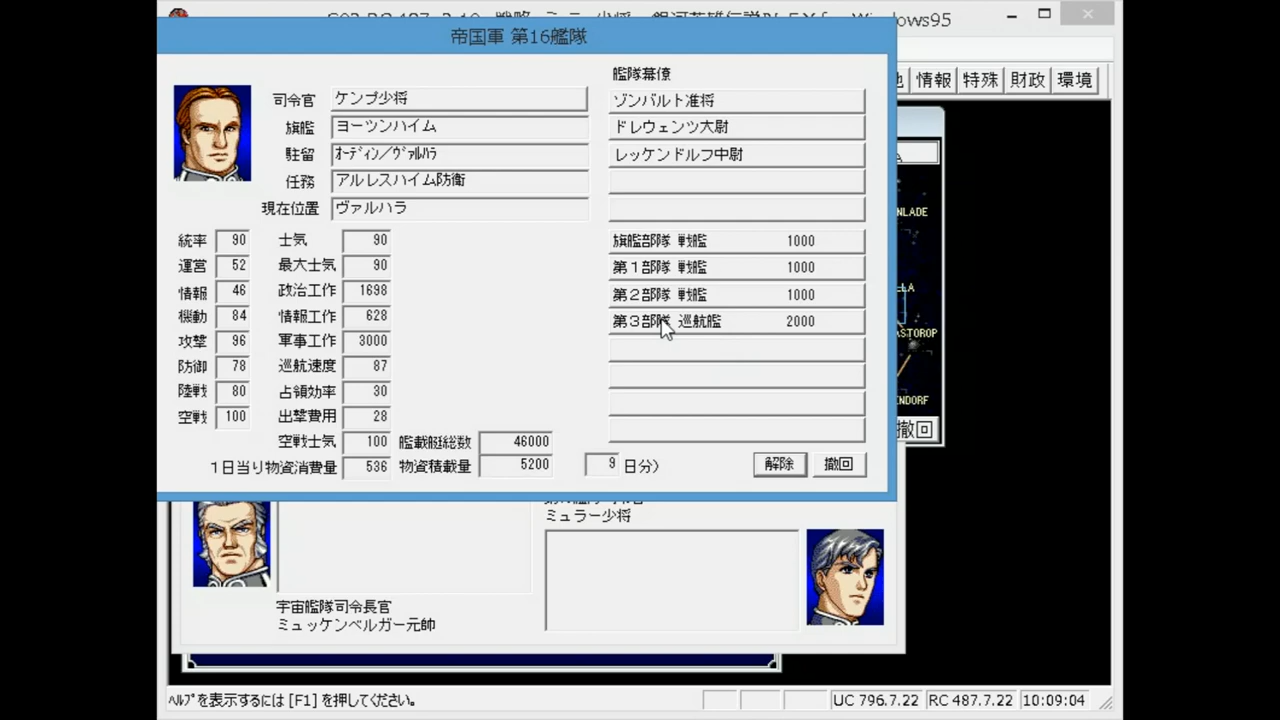 ows95
帝国軍 第16艦隊
情報 特殊 財政 環境
司令官 ケンプ少将
旗艦 ヨーツンハイム
駐留 ｵｰﾃﾞｨﾝ／ｳﾞｧﾙﾊﾗ
任務 アルレスハイム防衛
現在位置 ヴァルハラ
艦隊幕僚
ゾンバルト准将
ドレウェンツ大尉
レッケンドルフ中尉
統率 90 士気 90
運営 52 最大士気 90
情報 46 政治工作 1698
機動 84 情報工作 628
攻撃 96 軍事工作 3000
防御 78 巡航速度 87
陸戦 80 占領効率 30
空戦 100 出撃費用 28
空戦士気 100 艦載艇総数 46000
1日当り物資消費量 536 物資積載量 5200 9 日分）
旗艦部隊 戦艦 1000
第1部隊 戦艦 1000
第2部隊 戦艦 1000
第3部隊 巡航艦 2000
解除 撤回
NLADE
LA
ASTOROP
NDORF
撤回
ミュラー少将
宇宙艦隊司令長官
ミュッケンベルガー元帥
ﾍﾙﾌﾟを表示するには [F1] を押してください。
UC 796.7.22 RC 487.7.22 10:09:04